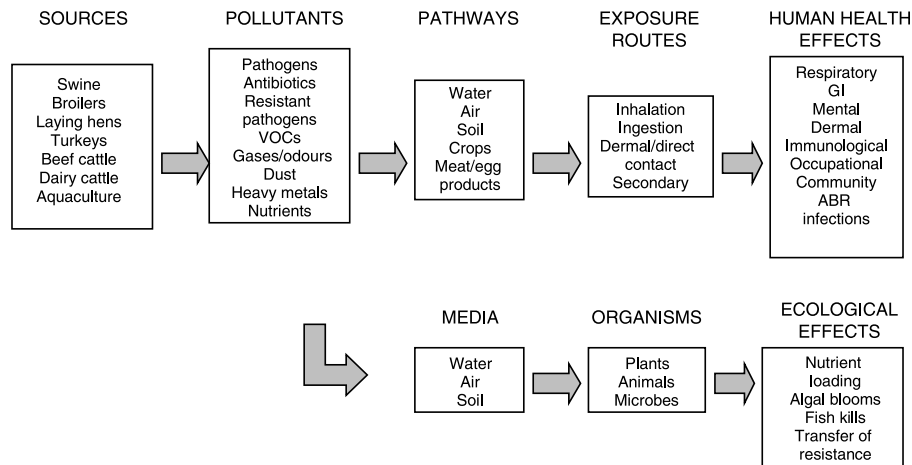 SOURCES
Swine
Broilers
Laying hens
Turkeys
Beef cattle
Dairy cattle
Aquaculture
POLLUTANTS
Pathogens
Antibiotics
Resistant
pathogens
VOCs
Gases/odours
Dust
Heavy metals
Nutrients
PATHWAYS
Water
Air
Soil
Crops
Meat/egg
products
EXPOSURE
ROUTES
Inhalation
Ingestion
Dermal/direct
contact
Secondary
HUMAN HEALTH
EFFECTS
Respiratory
GI
Mental
Dermal
Immunological
Occupational
Community
ABR
infections
MEDIA
Water
Air
Soil
ORGANISMS
Plants
Animals
Microbes
ECOLOGICAL
EFFECTS
Nutrient
loading
Algal blooms
Fish kills
Transfer of
resistance